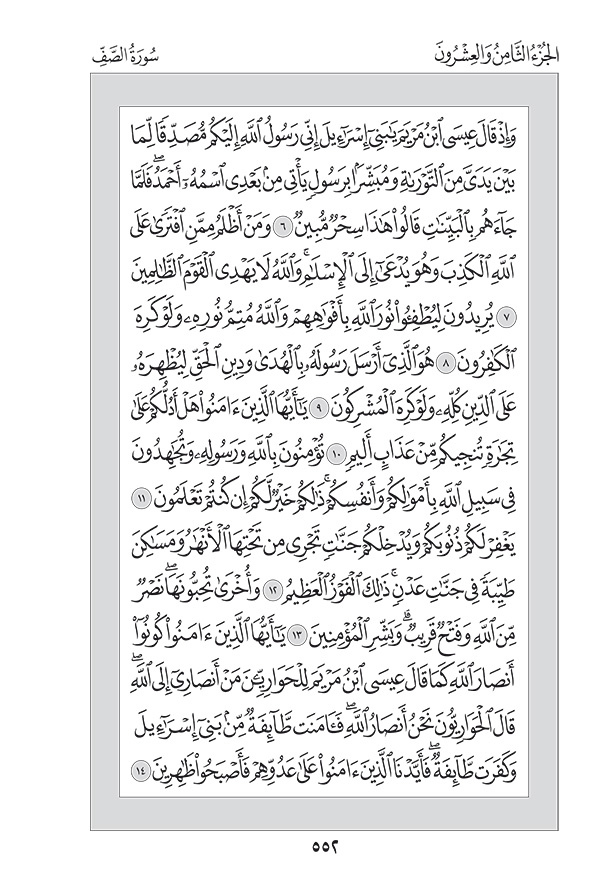 الجُزْءُ الثَّامِنُ وَالعِشْرُونَ سُورَةُ الصَّفِّ
وَإِذْ قَالَ عِيسَى ٱبْنُ مَرْيَمَ يَٰبَنِىٓ إِسْرَٰٓءِيلَ إِنِّى رَسُولُ ٱللَّهِ إِلَيْكُم مُّصَدِّقًا لِّمَا
بَيْنَ يَدَىَّ مِنَ ٱلتَّوْرَىٰةِ وَمُبَشِّرًۢا بِرَسُولٍ يَأْتِى مِنۢ بَعْدِى ٱسْمُهُۥٓ أَحْمَدُ ۖ فَلَمَّا
جَآءَهُم بِٱلْبَيِّنَٰتِ قَالُوا۟ هَٰذَا سِحْرٌ مُّبِينٌ ٦ وَمَنْ أَظْلَمُ مِمَّنِ ٱفْتَرَىٰ عَلَى
ٱللَّهِ ٱلْكَذِبَ وَهُوَ يُدْعَىٰٓ إِلَى ٱلْإِسْلَٰمِ ۚ وَٱللَّهُ لَا يَهْدِى ٱلْقَوْمَ ٱلظَّٰلِمِينَ
٧ يُرِيدُونَ لِيُطْفِـُٔوا۟ نُورَ ٱللَّهِ بِأَفْوَٰهِهِمْ وَٱللَّهُ مُتِمُّ نُورِهِۦ وَلَوْ كَرِهَ
ٱلْكَٰفِرُونَ ٨ هُوَ ٱلَّذِىٓ أَرْسَلَ رَسُولَهُۥ بِٱلْهُدَىٰ وَدِينِ ٱلْحَقِّ لِيُظْهِرَهُۥ
عَلَى ٱلدِّينِ كُلِّهِۦ وَلَوْ كَرِهَ ٱلْمُشْرِكُونَ ٩ يَٰٓأَيُّهَا ٱلَّذِينَ ءَامَنُوا۟ هَلْ أَدُلُّكُمْ عَلَىٰ
تِجَٰرَةٍ تُنجِيكُم مِّنْ عَذَابٍ أَلِيمٍ ١٠ تُؤْمِنُونَ بِٱللَّهِ وَرَسُولِهِۦ وَتُجَٰهِدُونَ
فِى سَبِيلِ ٱللَّهِ بِأَمْوَٰلِكُمْ وَأَنفُسِكُمْ ۚ ذَٰلِكُمْ خَيْرٌ لَّكُمْ إِن كُنتُمْ تَعْلَمُونَ ١١
يَغْفِرْ لَكُمْ ذُنُوبَكُمْ وَيُدْخِلْكُمْ جَنَّٰتٍ تَجْرِى مِن تَحْتِهَا ٱلْأَنْهَٰرُ وَمَسَٰكِنَ
طَيِّبَةً فِى جَنَّٰتِ عَدْنٍ ۚ ذَٰلِكَ ٱلْفَوْزُ ٱلْعَظِيمُ ١٢ وَأُخْرَىٰ تُحِبُّونَهَا ۖ نَصْرٌ
مِّنَ ٱللَّهِ وَفَتْحٌ قَرِيبٌ ۗ وَبَشِّرِ ٱلْمُؤْمِنِينَ ١٣ يَٰٓأَيُّهَا ٱلَّذِينَ ءَامَنُوا۟ كُونُوٓا۟
أَنصَارَ ٱللَّهِ كَمَا قَالَ عِيسَى ٱبْنُ مَرْيَمَ لِلْحَوَارِيِّـۧنَ مَنْ أَنصَارِىٓ إِلَى ٱللَّهِ ۖ
قَالَ ٱلْحَوَارِيُّونَ نَحْنُ أَنصَارُ ٱللَّهِ ۖ فَـَٔامَنَت طَّآئِفَةٌ مِّنۢ بَنِىٓ إِسْرَٰٓءِيلَ
وَكَفَرَت طَّآئِفَةٌ ۖ فَأَيَّدْنَا ٱلَّذِينَ ءَامَنُوا۟ عَلَىٰ عَدُوِّهِمْ فَأَصْبَحُوا۟ ظَٰهِرِينَ ١٤
٥٥٢